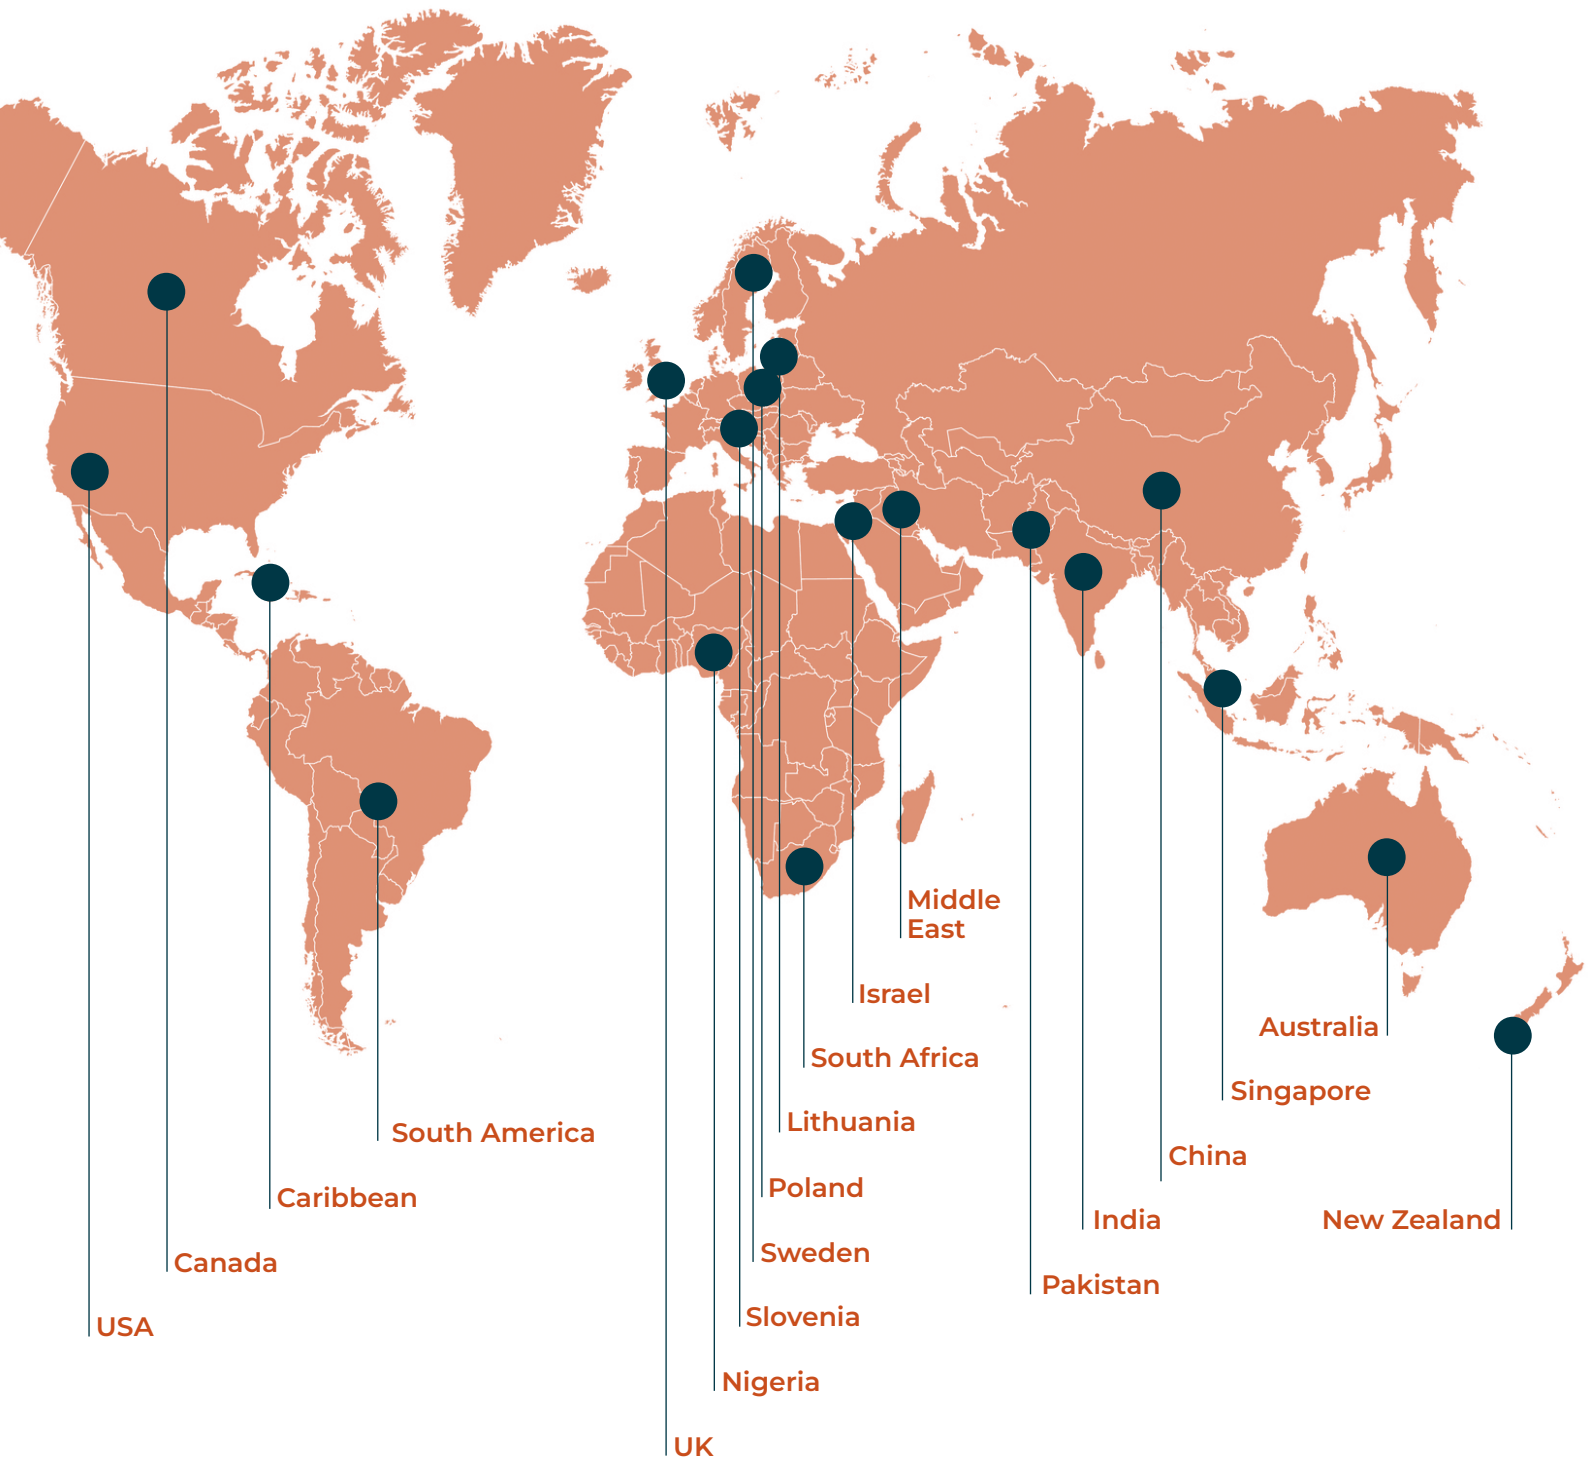 Middle
East
Israel
Australia
South Africa
Singapore
Lithuania
South America
China
Poland
Caribbean
India
New Zealand
Sweden
Canada
Pakistan
Slovenia
USA
Nigeria
UK